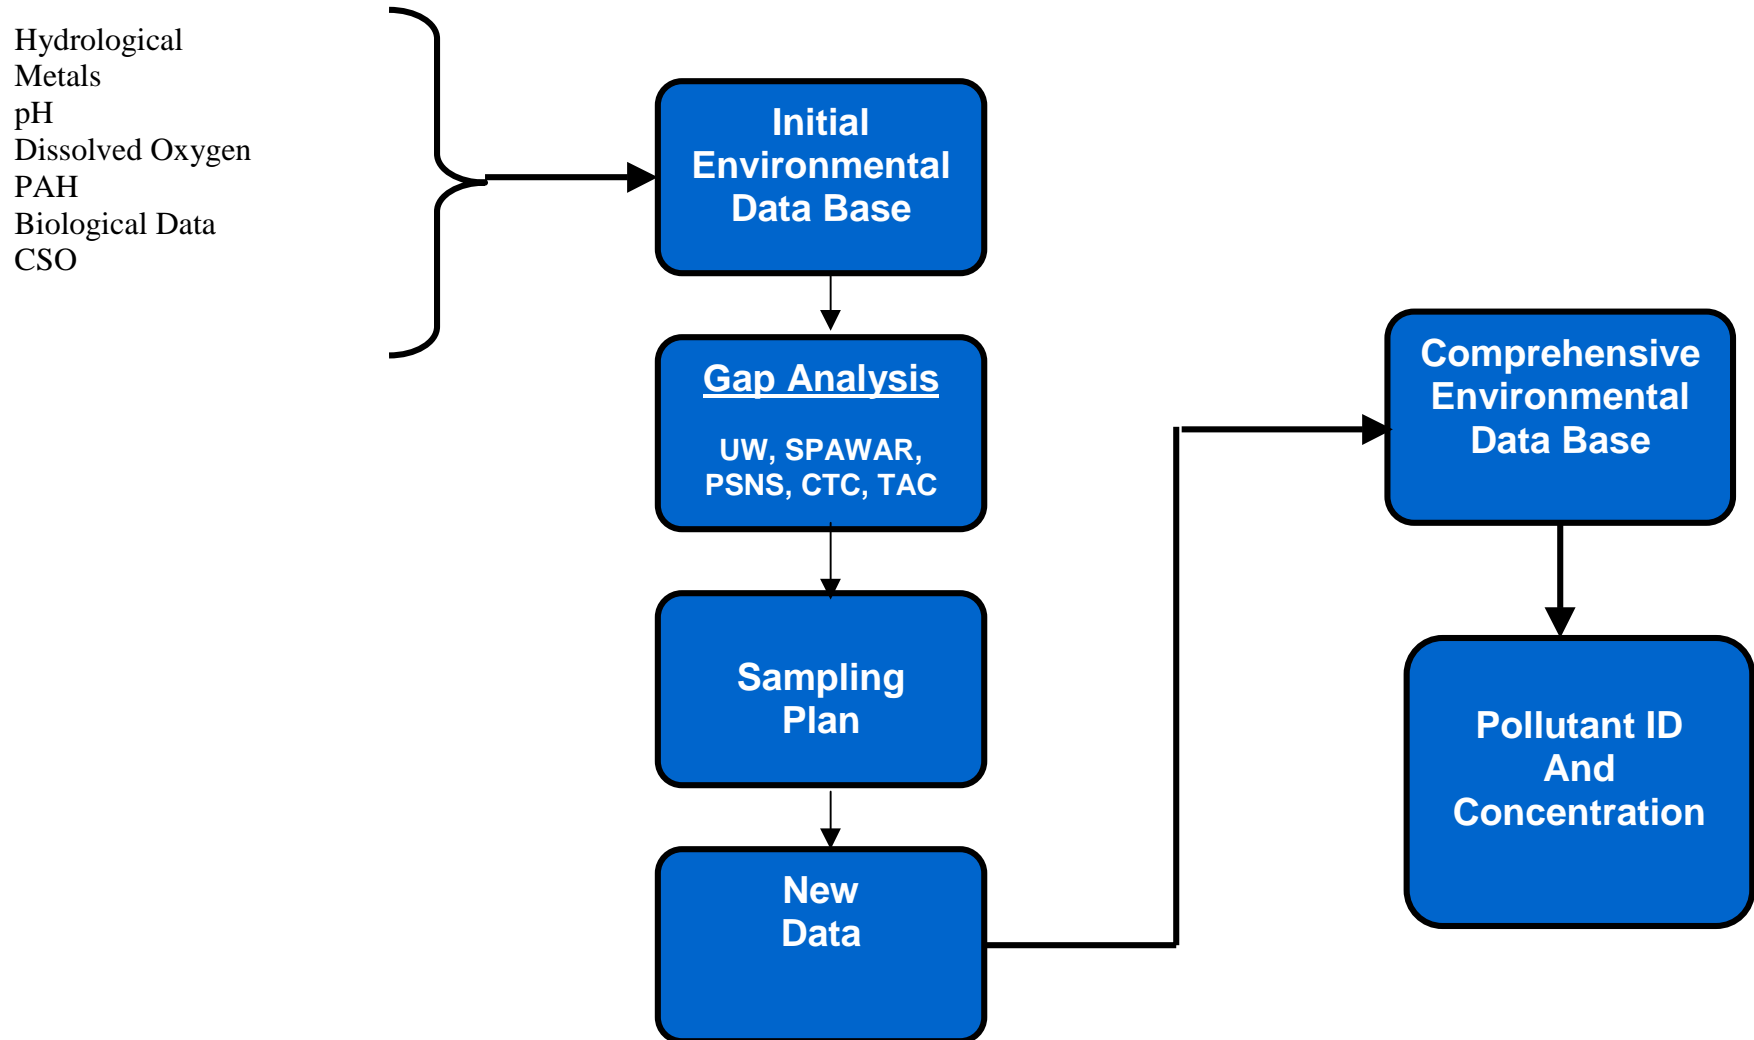 Hydrological
Metals
pH
Dissolved Oxygen
PAH
Biological Data
CSO
Initial
Environmental
Data Base
Gap Analysis
UW, SPAWAR,
PSNS, CTC, TAC
Sampling
Plan
New
Data
Comprehensive
Environmental
Data Base
Pollutant ID
And
Concentration